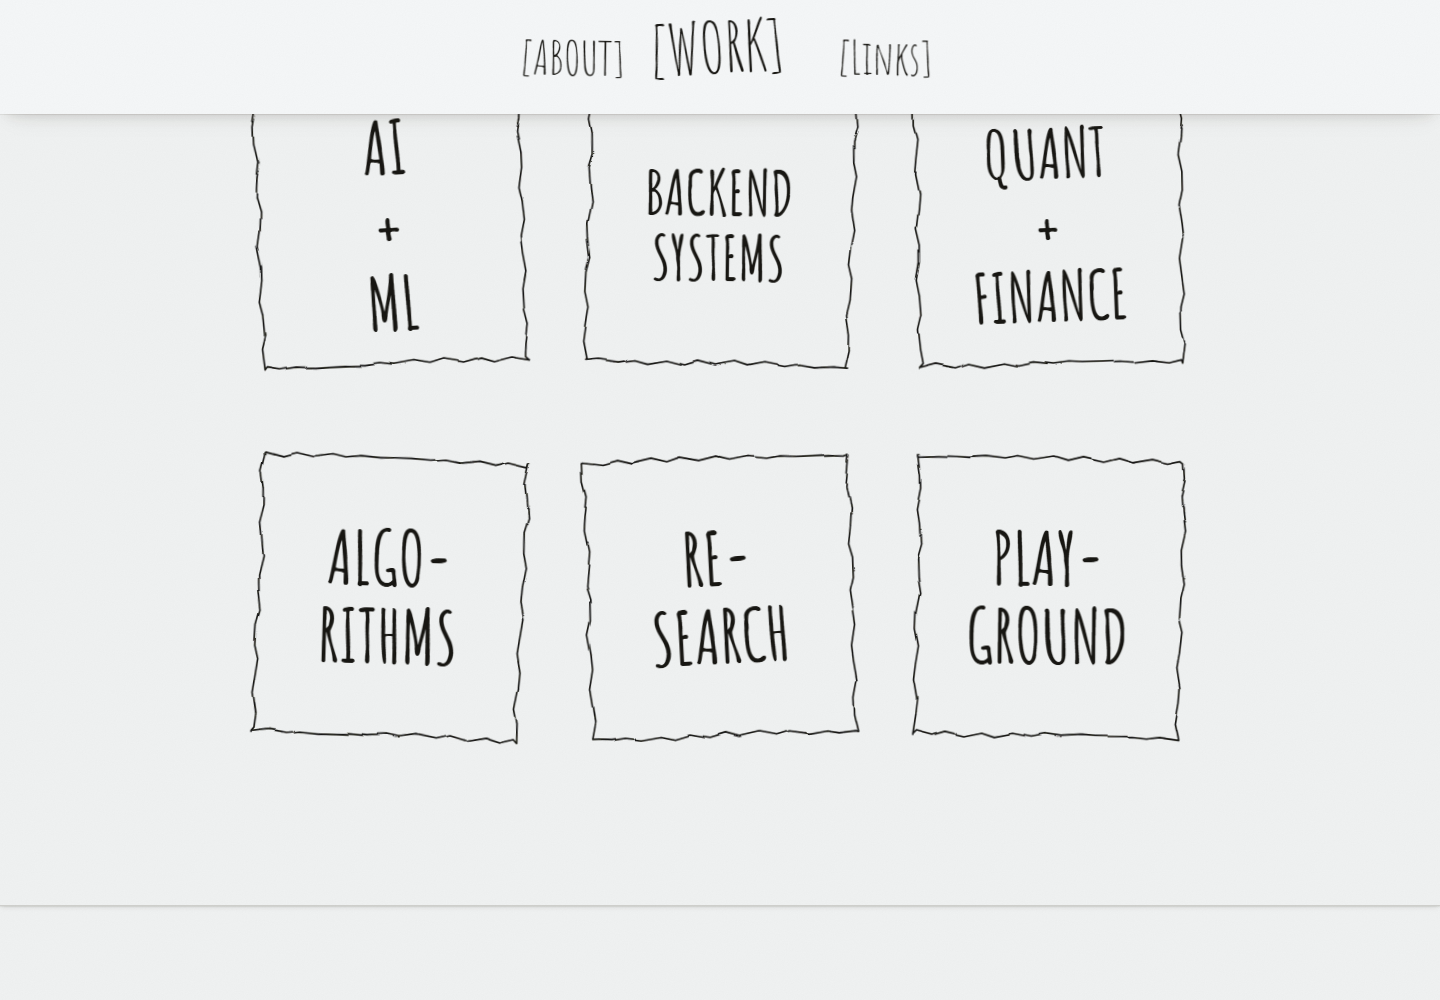 [ABOUT] [WORK] [Links]
AI
+
ML
BACKEND
SYSTEMS
QUANT
+
FINANCE
ALGO-
RITHMS
RE-
SEARCH
PLAY-
GROUND